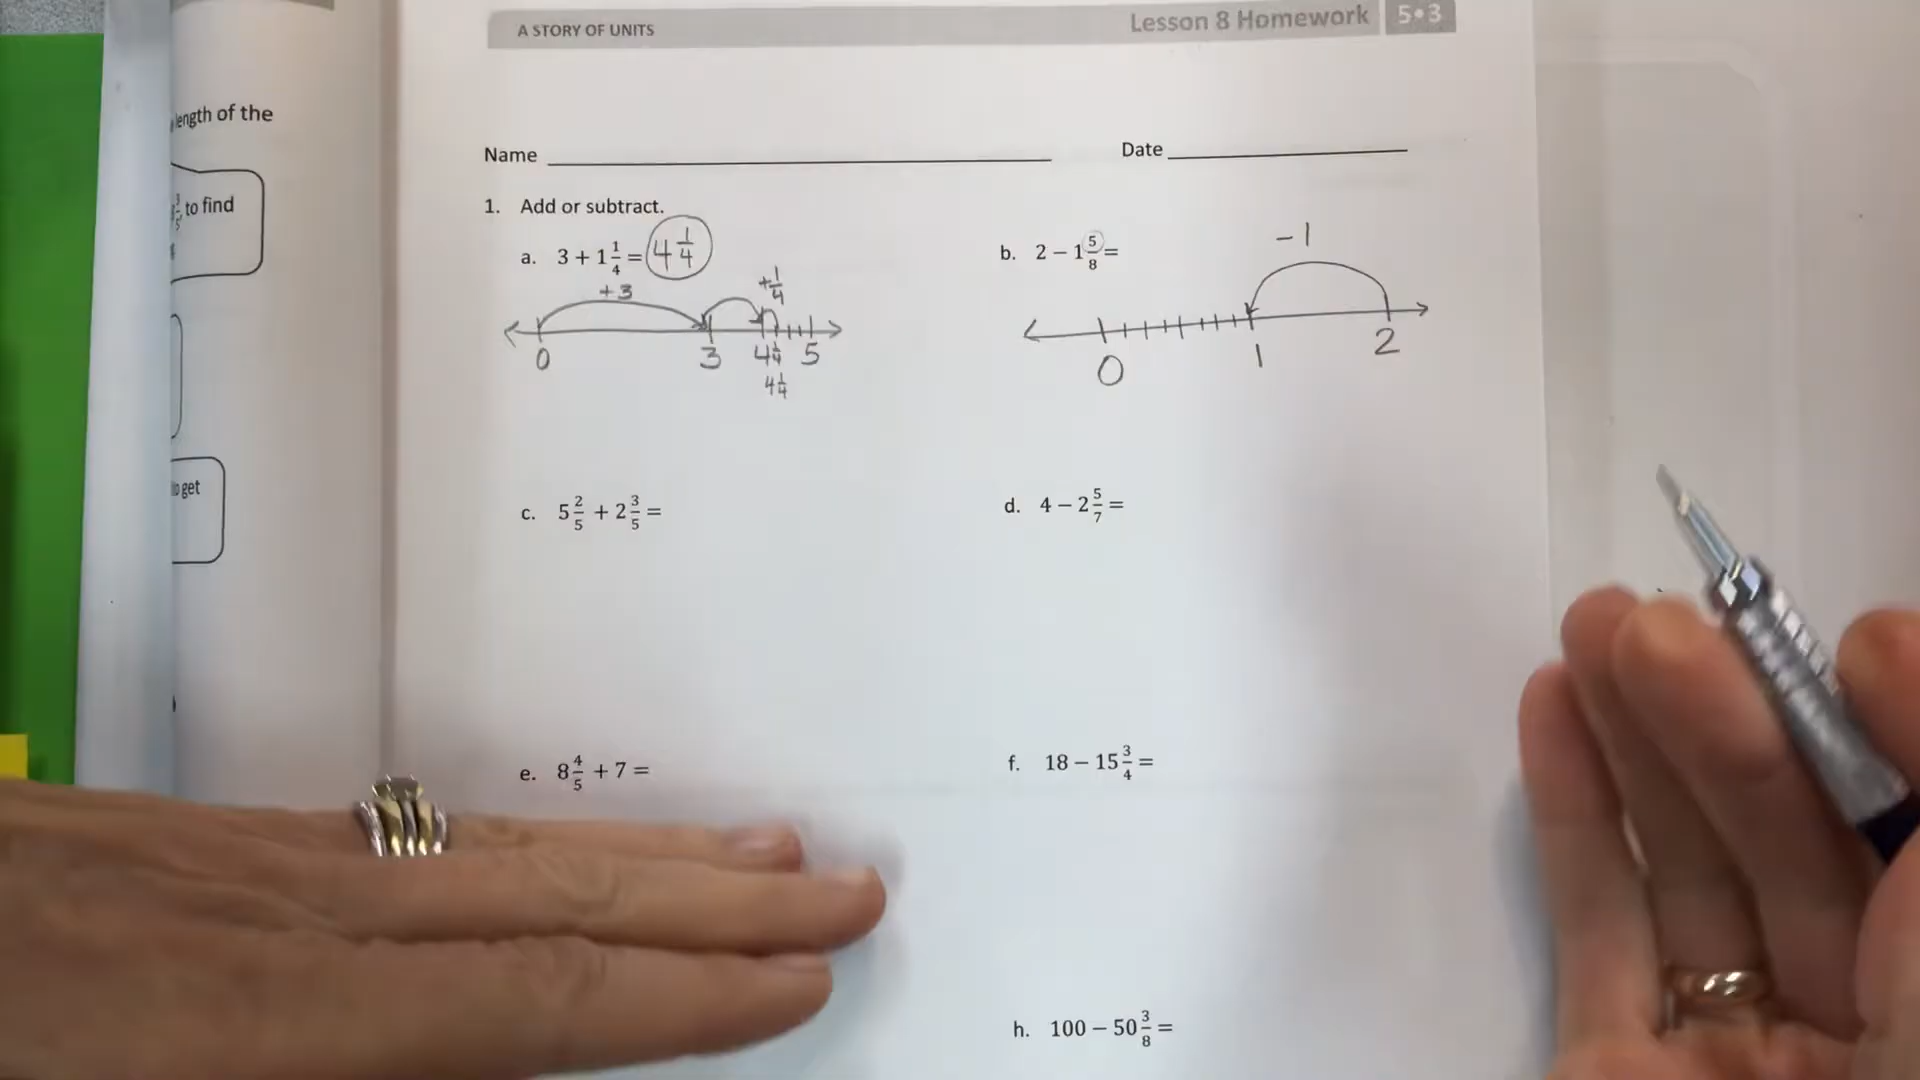 A STORY OF UNITS
Lesson 8 Homework 5•3
length of the
to find
to get
Name
Date
1. Add or subtract.
a. 3 + 1 1/4 = 4 1/4
+3
+1/4
0 3 4 1/4 5
4 1/4
b. 2 − 1 5/8 =
−1
0 1 2
c. 5 2/5 + 2 3/5 =
d. 4 − 2 5/7 =
e. 8 4/5 + 7 =
f. 18 − 15 3/4 =
h. 100 − 50 3/8 =